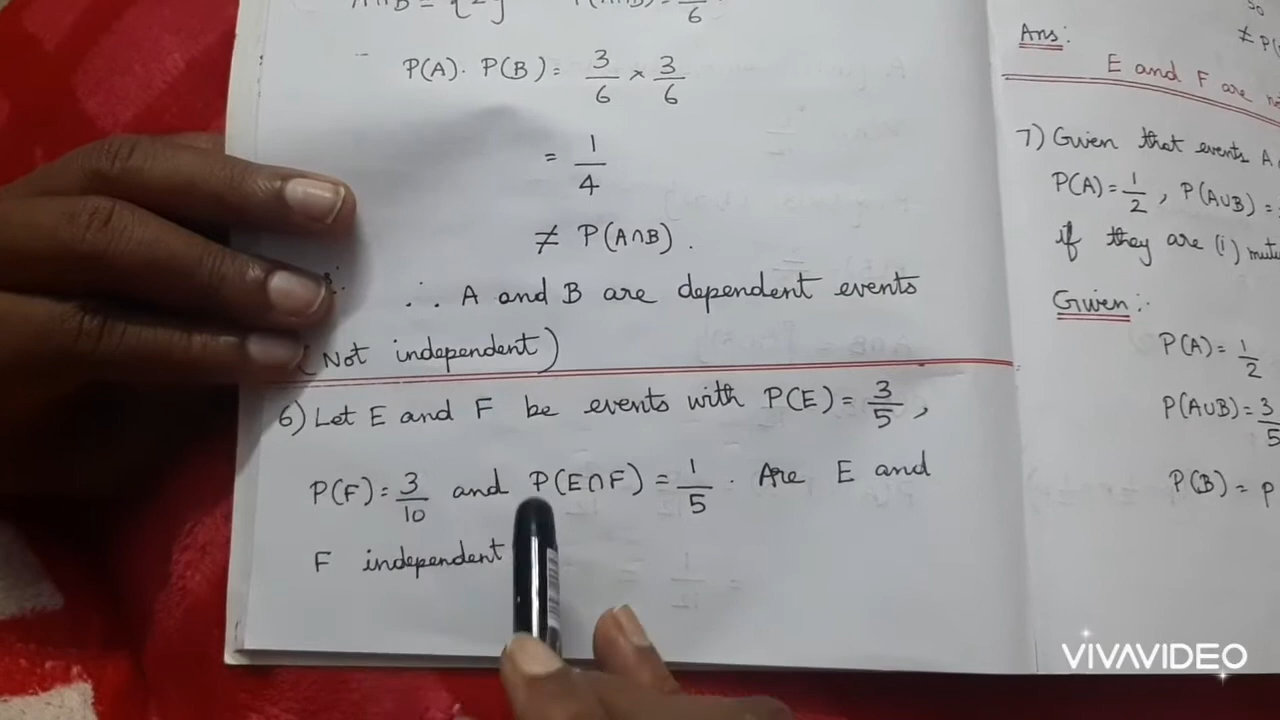 P(A). P(B) = 3/6 × 3/6
= 1/4
≠ P(A∩B).
∴ A and B are dependent events
(Not independent)
6) Let E and F be events with P(E) = 3/5,
P(F) = 3/10 and P(E∩F) = 1/5. Are E and
F independent
Ans:
E and F are
7) Given that events
P(A) = 1/2, P(A∪B) =
if they are (i)
Given:
P(A) = 1/2
P(A∪B) = 3/5
P(B) = P
VIVAVIDEO